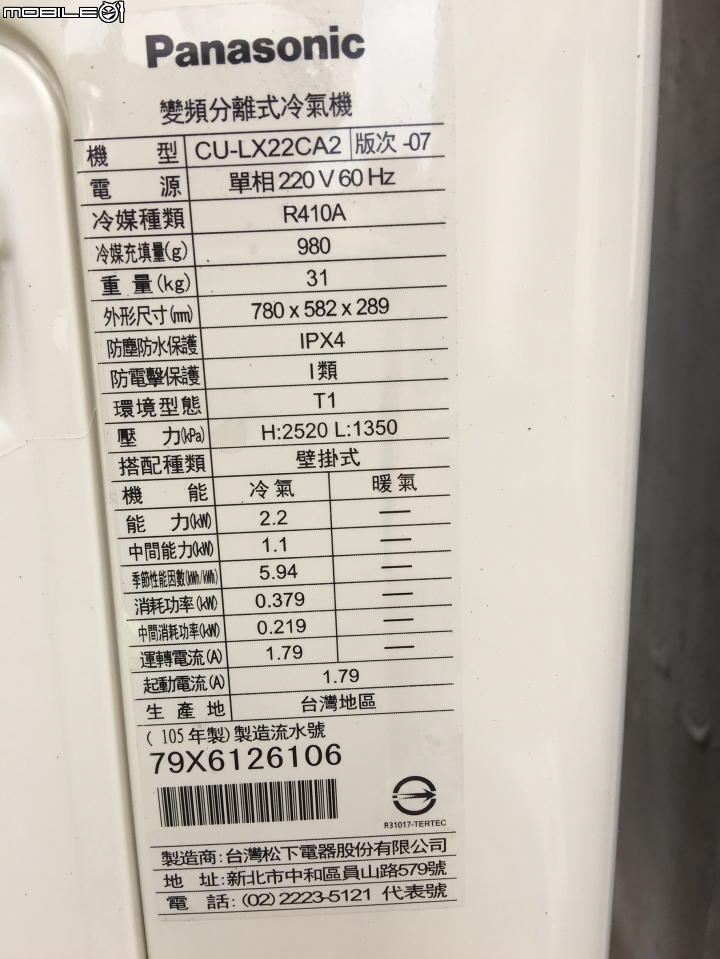 MOBILE01
Panasonic
變頻分離式冷氣機
機型 CU-LX22CA2 版次 -07
電源 單相 220 V 60 Hz
冷媒種類 R410A
冷媒充填量(g) 980
重量(kg) 31
外形尺寸(mm) 780 x 582 x 289
防塵防水保護 IPX4
防電擊保護 I類
環境型態 T1
壓力(kPa) H:2520 L:1350
搭配種類 壁掛式
機能 冷氣 暖氣
能力(kW) 2.2 —
中間能力(kW) 1.1 —
季節性能因數(kWh/kWh) 5.94 —
消耗功率(kW) 0.379 —
中間消耗功率(kW) 0.219 —
運轉電流(A) 1.79 —
起動電流(A) 1.79
生產地 台灣地區
(105年製)製造流水號
79X6126106
R31017-TERTEC
製造商:台灣松下電器股份有限公司
地址:新北市中和區員山路579號
電話:(02)2223-5121 代表號